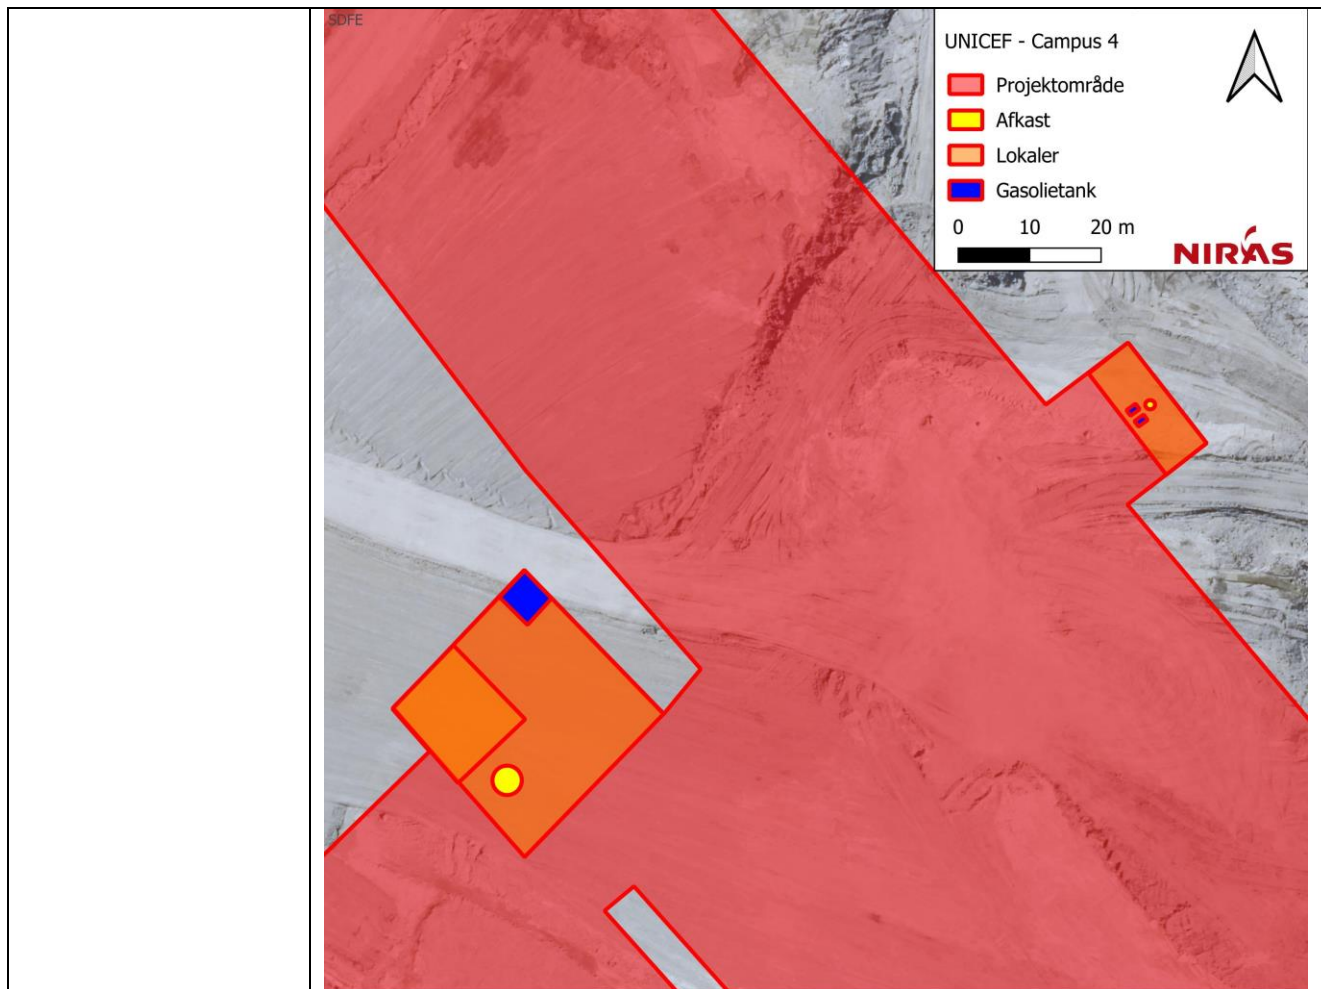 SDFE
UNICEF - Campus 4
Projektområde
Afkast
Lokaler
Gasolietank
0 10 20 m
NIRAS